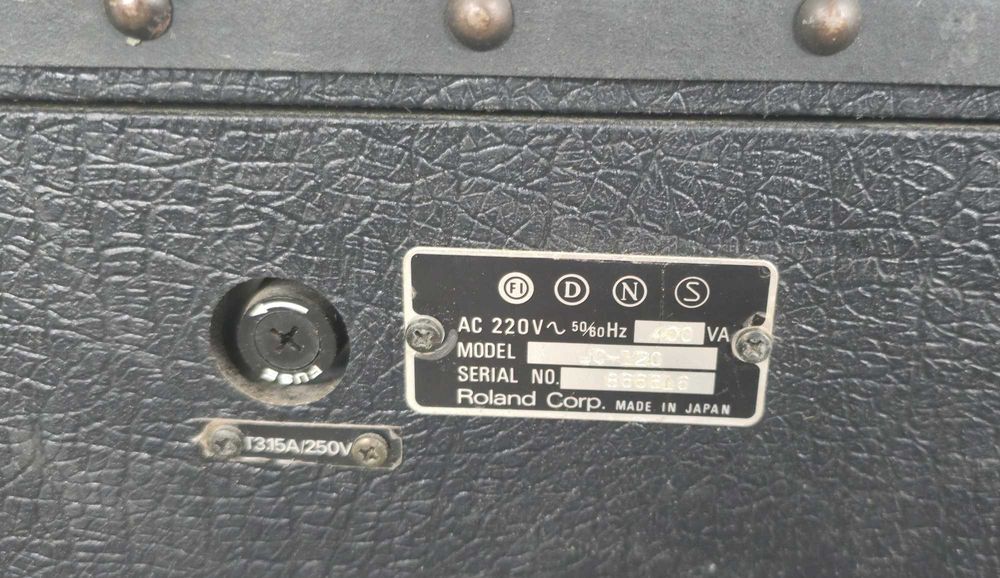 FI D N S
AC 220V~ 50/60Hz 400 VA
MODEL JC-120
SERIAL NO.
Roland Corp. MADE IN JAPAN
FUSE
T3.15A/250V